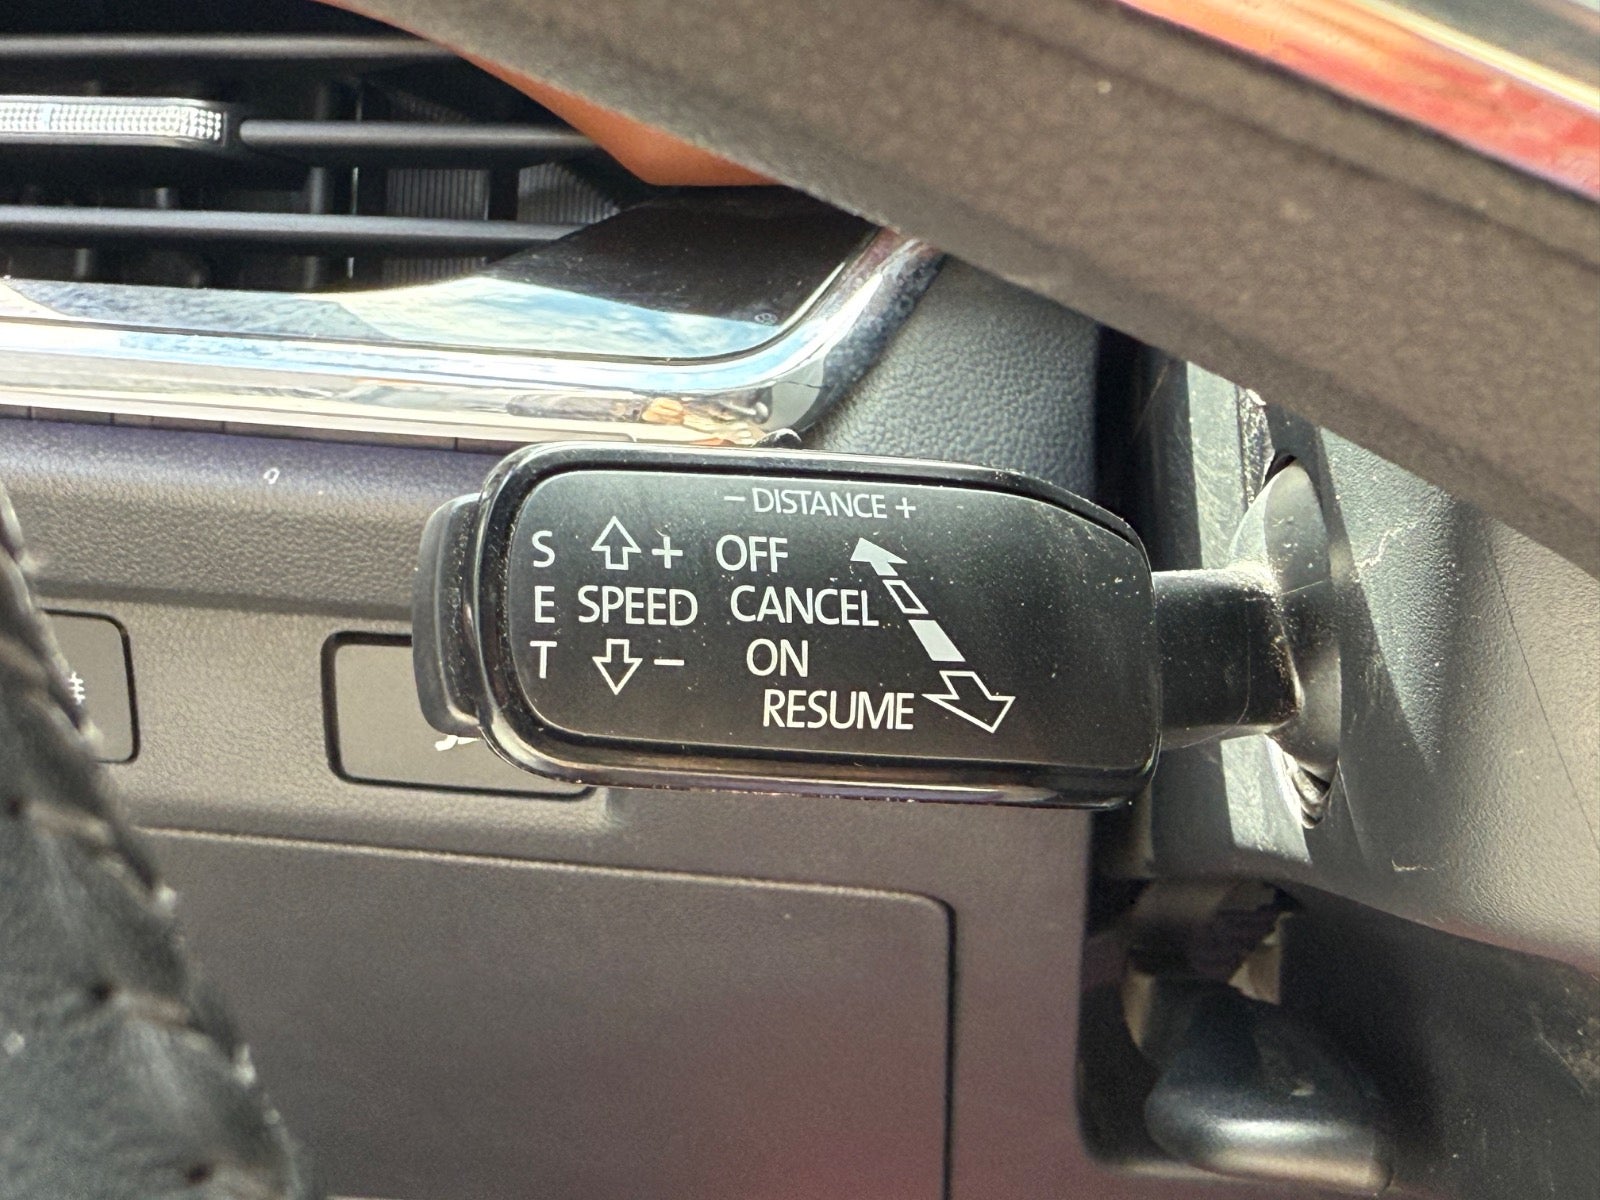 – DISTANCE +
S + OFF
E SPEED CANCEL
T – ON
RESUME